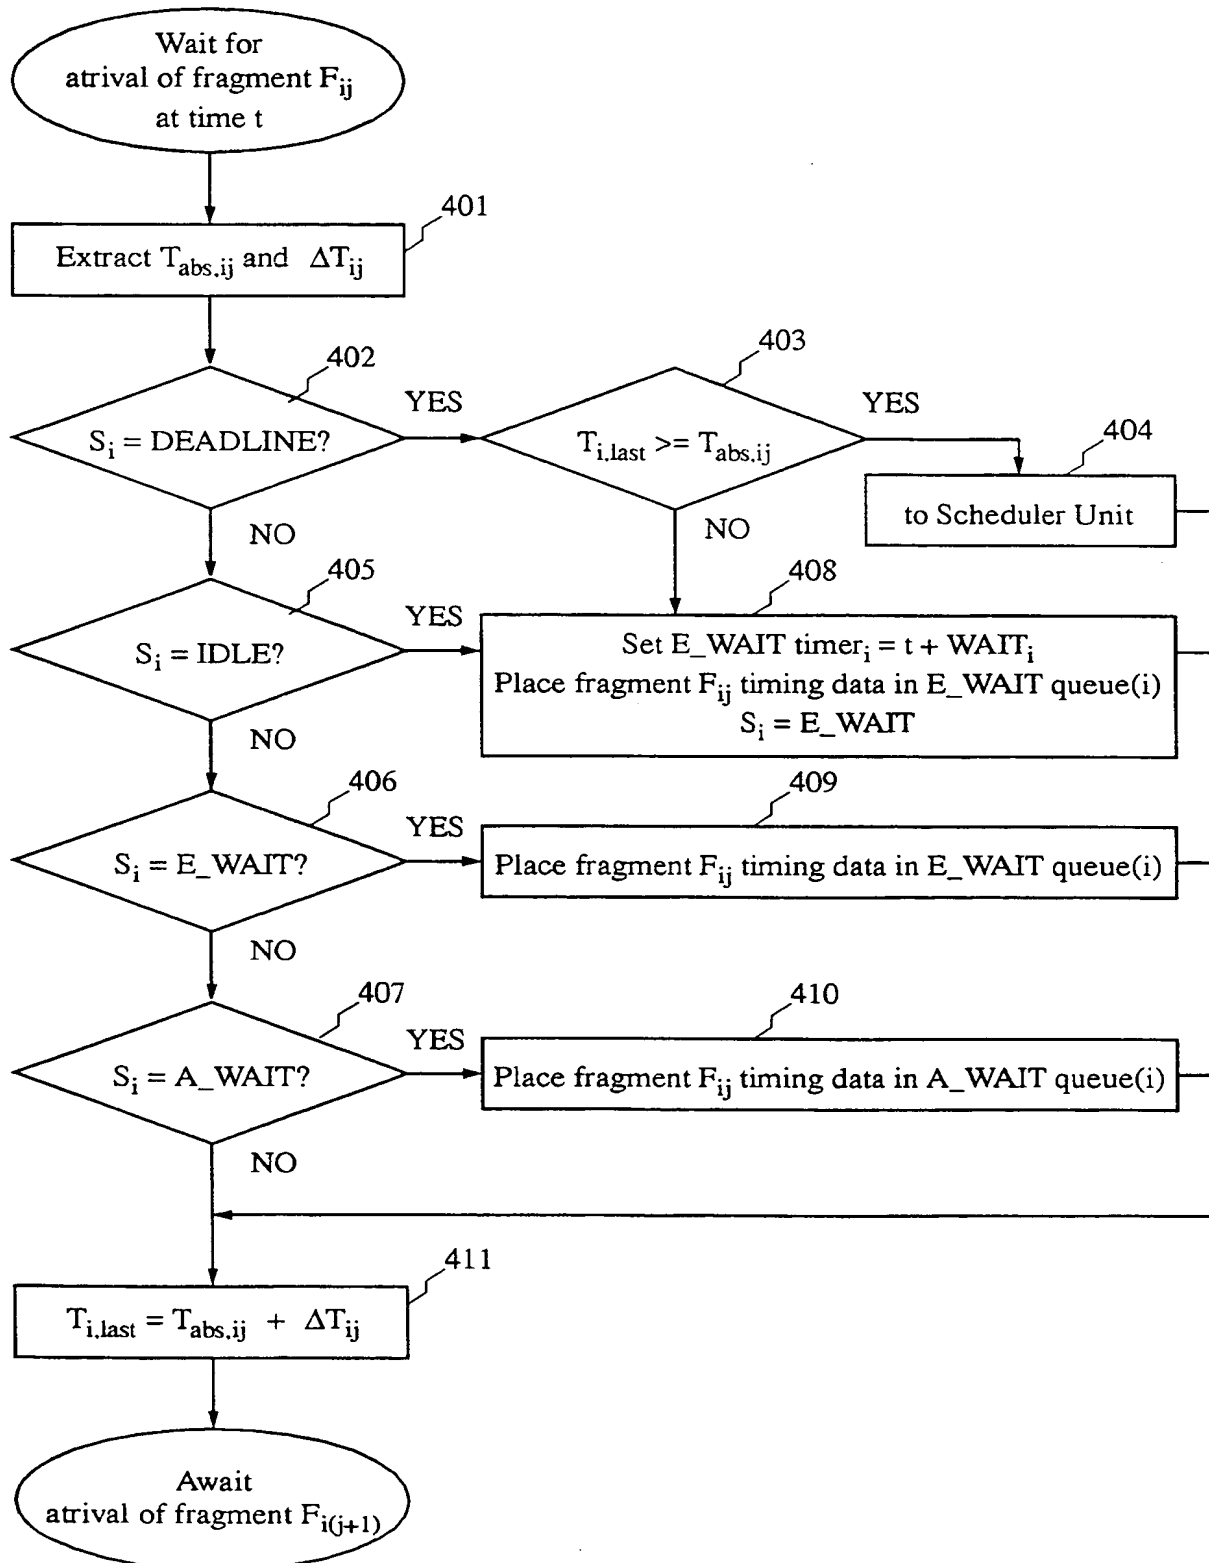 Wait for
atrival of fragment F_ij
at time t
401
Extract T_abs,ij and ΔT_ij
402
S_i = DEADLINE?
YES
NO
403
T_i,last >= T_abs,ij
YES
NO
404
to Scheduler Unit
405
S_i = IDLE?
YES
NO
408
Set E_WAIT timer_i = t + WAIT_i
Place fragment F_ij timing data in E_WAIT queue(i)
S_i = E_WAIT
406
S_i = E_WAIT?
YES
NO
409
Place fragment F_ij timing data in E_WAIT queue(i)
407
S_i = A_WAIT?
YES
NO
410
Place fragment F_ij timing data in A_WAIT queue(i)
411
T_i,last = T_abs,ij + ΔT_ij
Await
atrival of fragment F_i(j+1)